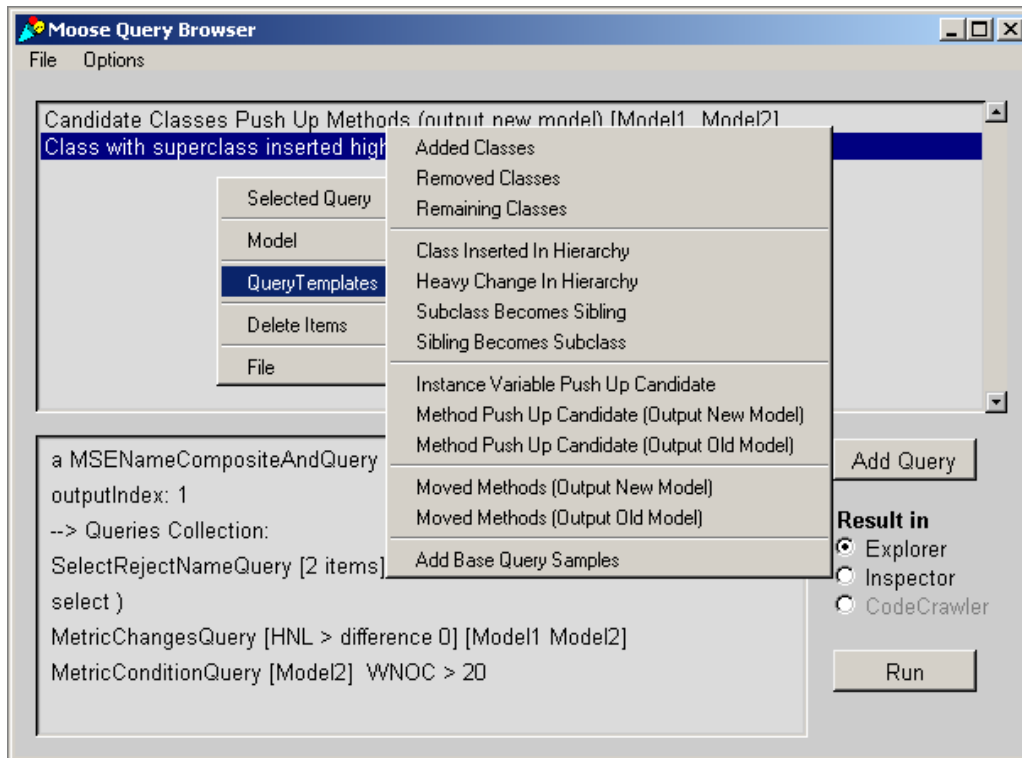 Moose Query Browser
File Options
Candidate Classes Push Up Methods (output new model) [Model1 Model2]
Class with superclass inserted high
Selected Query
Model
QueryTemplates
Delete Items
File
Added Classes
Removed Classes
Remaining Classes
Class Inserted In Hierarchy
Heavy Change In Hierarchy
Subclass Becomes Sibling
Sibling Becomes Subclass
Instance Variable Push Up Candidate
Method Push Up Candidate (Output New Model)
Method Push Up Candidate (Output Old Model)
Moved Methods (Output New Model)
Moved Methods (Output Old Model)
Add Base Query Samples
a MSENameCompositeAndQuery
outputIndex: 1
--> Queries Collection:
SelectRejectNameQuery [2 items]
select )
MetricChangesQuery [HNL > difference 0] [Model1 Model2]
MetricConditionQuery [Model2] WNOC > 20
Add Query
Result in
Explorer
Inspector
CodeCrawler
Run